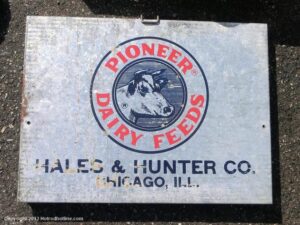 PIONEER®
DAIRY FEEDS
HALES & HUNTER CO.
CHICAGO, ILL.